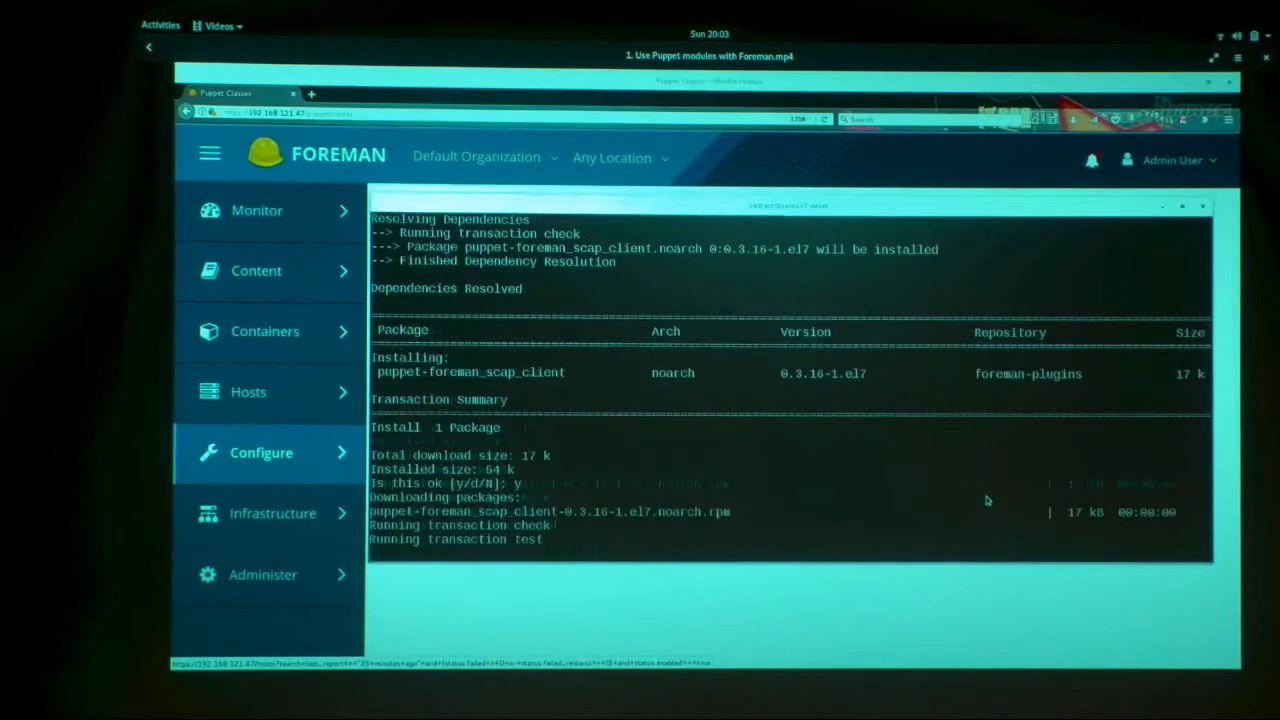 Activities
Videos
Sun 20:03
1. Use Puppet modules with Foreman.mp4
Puppet Classes
Search
FOREMAN
Default Organization
Any Location
Admin User
Monitor
Content
Containers
Hosts
Configure
Infrastructure
Administer
Resolving Dependencies
--> Running transaction check
---> Package puppet-foreman_scap_client.noarch 0:0.3.16-1.el7 will be installed
--> Finished Dependency Resolution
Dependencies Resolved
Package Arch Version Repository Size
Installing:
puppet-foreman_scap_client noarch 0.3.16-1.el7 foreman-plugins 17 k
Transaction Summary
Install 1 Package
Total download size: 17 k
Installed size: 64 k
Is this ok [y/d/N]: y
Downloading packages:
puppet-foreman_scap_client-0.3.16-1.el7.noarch.rpm | 17 kB 00:00:00
Running transaction check
Running transaction test